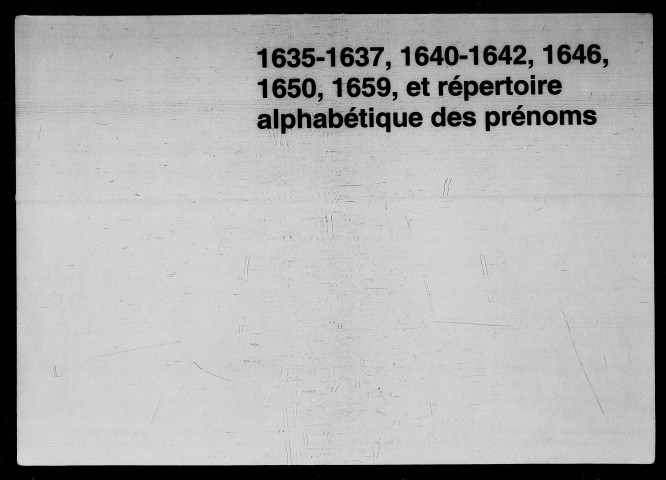 1635-1637, 1640-1642, 1646,
1650, 1659, et répertoire
alphabétique des prénoms